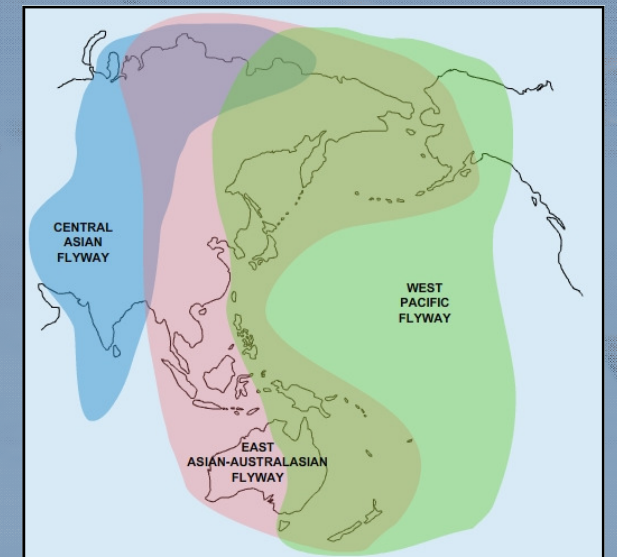 CENTRAL
ASIAN
FLYWAY
WEST
PACIFIC
FLYWAY
EAST
ASIAN-AUSTRALASIAN
FLYWAY